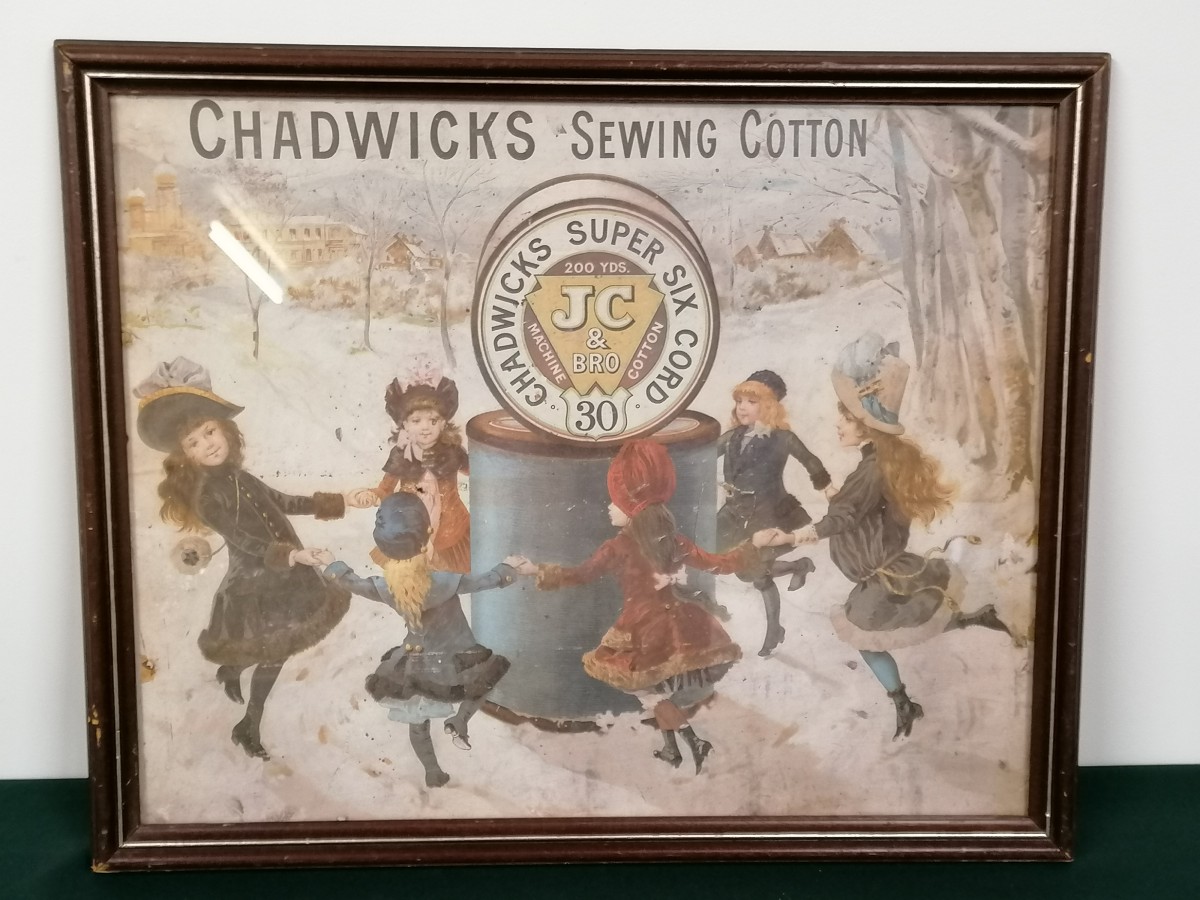 CHADWICKS SEWING COTTON
CHADWICKS SUPER SIX CORD
200 YDS.
JC
&
BRO
MACHINE COTTON
30